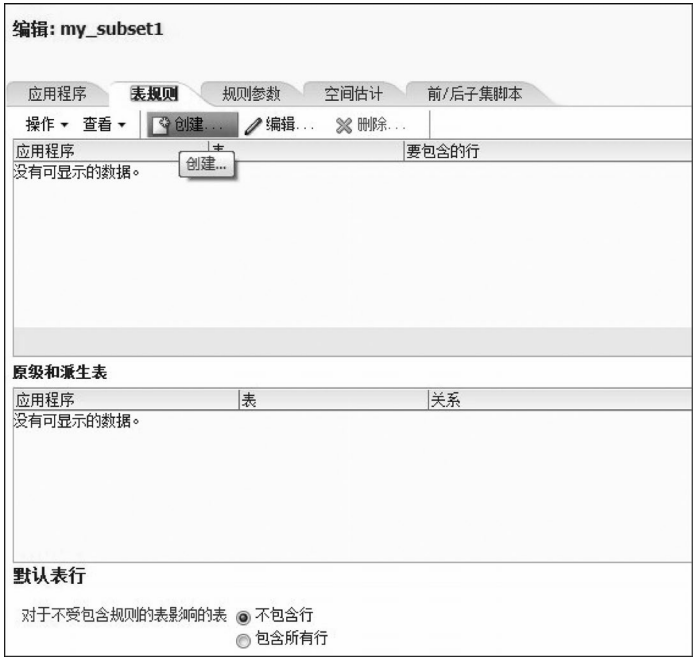 编辑: my_subset1
应用程序 表规则 规则参数 空间估计 前/后子集脚本
操作 查看 创建... 编辑... 删除...
应用程序 表 要包含的行
创建...
没有可显示的数据。
原级和派生表
应用程序 表 关系
没有可显示的数据。
默认表行
对于不受包含规则的表影响的表 不包含行
包含所有行